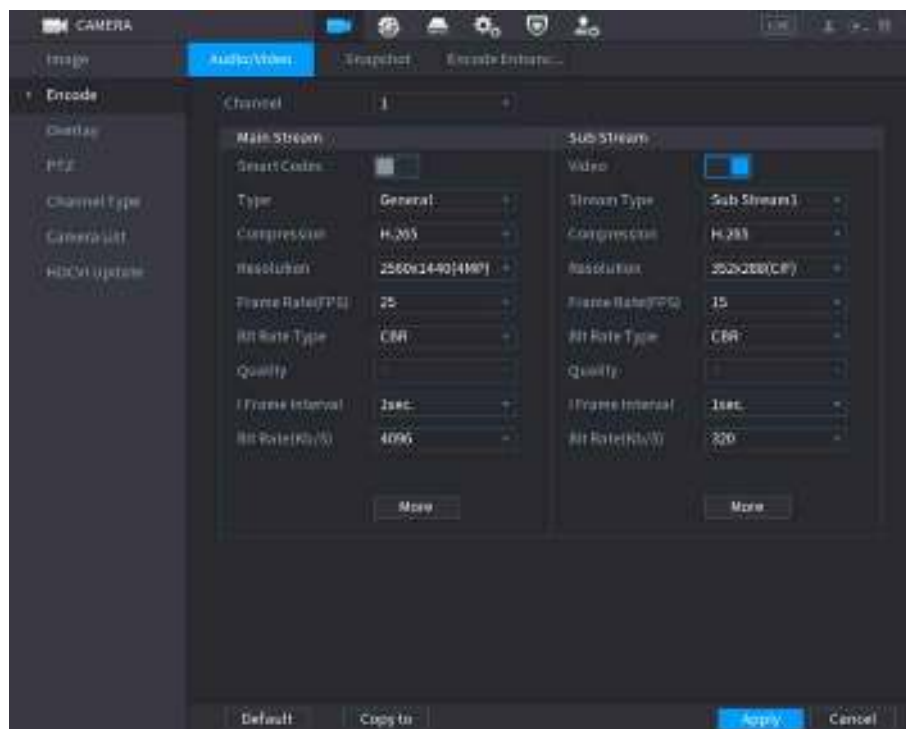 CAMERA
Image
Encode
Overlay
PTZ
Channel Type
Camera List
HDCVI Update
Audio/Video
Snapshot
Encode Enhanc...
Channel
1
Main Stream
Sub Stream
Smart Codec
Video
Type
General
Stream Type
Sub Stream1
Compression
H.265
Compression
H.265
Resolution
2560x1440(4MP)
Resolution
352x288(CIF)
Frame Rate(FPS)
25
Frame Rate(FPS)
15
Bit Rate Type
CBR
Bit Rate Type
CBR
Quality
Quality
I Frame Interval
1sec.
I Frame Interval
1sec.
Bit Rate(Kb/S)
4096
Bit Rate(Kb/S)
320
More
More
Default
Copy to
Apply
Cancel